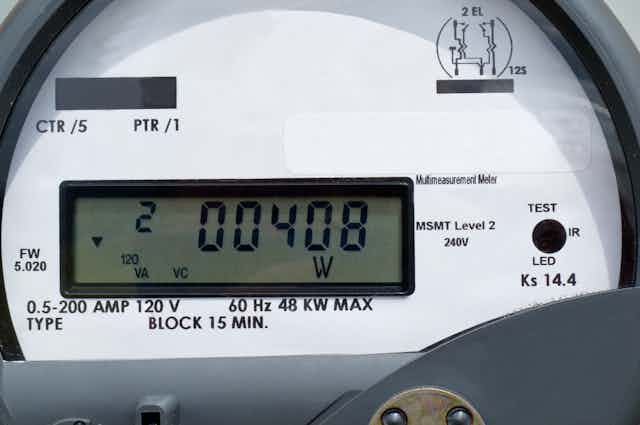 2 EL
12S
CTR /5 PTR /1
Multimeasurement Meter
2 00408
120
VA VC W
MSMT Level 2
240V
TEST
IR
LED
Ks 14.4
FW
5.020
0.5-200 AMP 120 V 60 Hz 48 KW MAX
TYPE BLOCK 15 MIN.